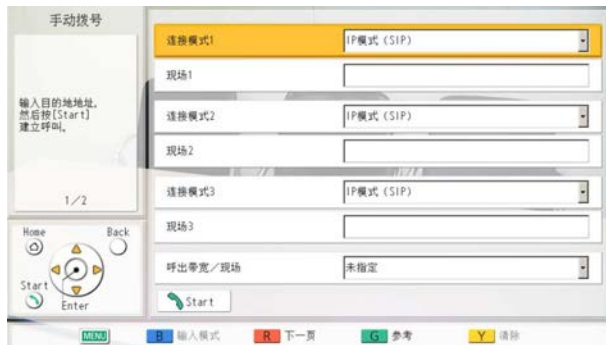 手动拨号
输入目的地地址,
然后按[Start]
建立呼叫。
1/2
Home
Back
Start
Enter
连接模式1
IP模式 (SIP)
现场1
连接模式2
IP模式 (SIP)
现场2
连接模式3
IP模式 (SIP)
现场3
呼出带宽/现场
未指定
Start
MENU
B 输入模式
R 下一页
G 参考
Y 清除